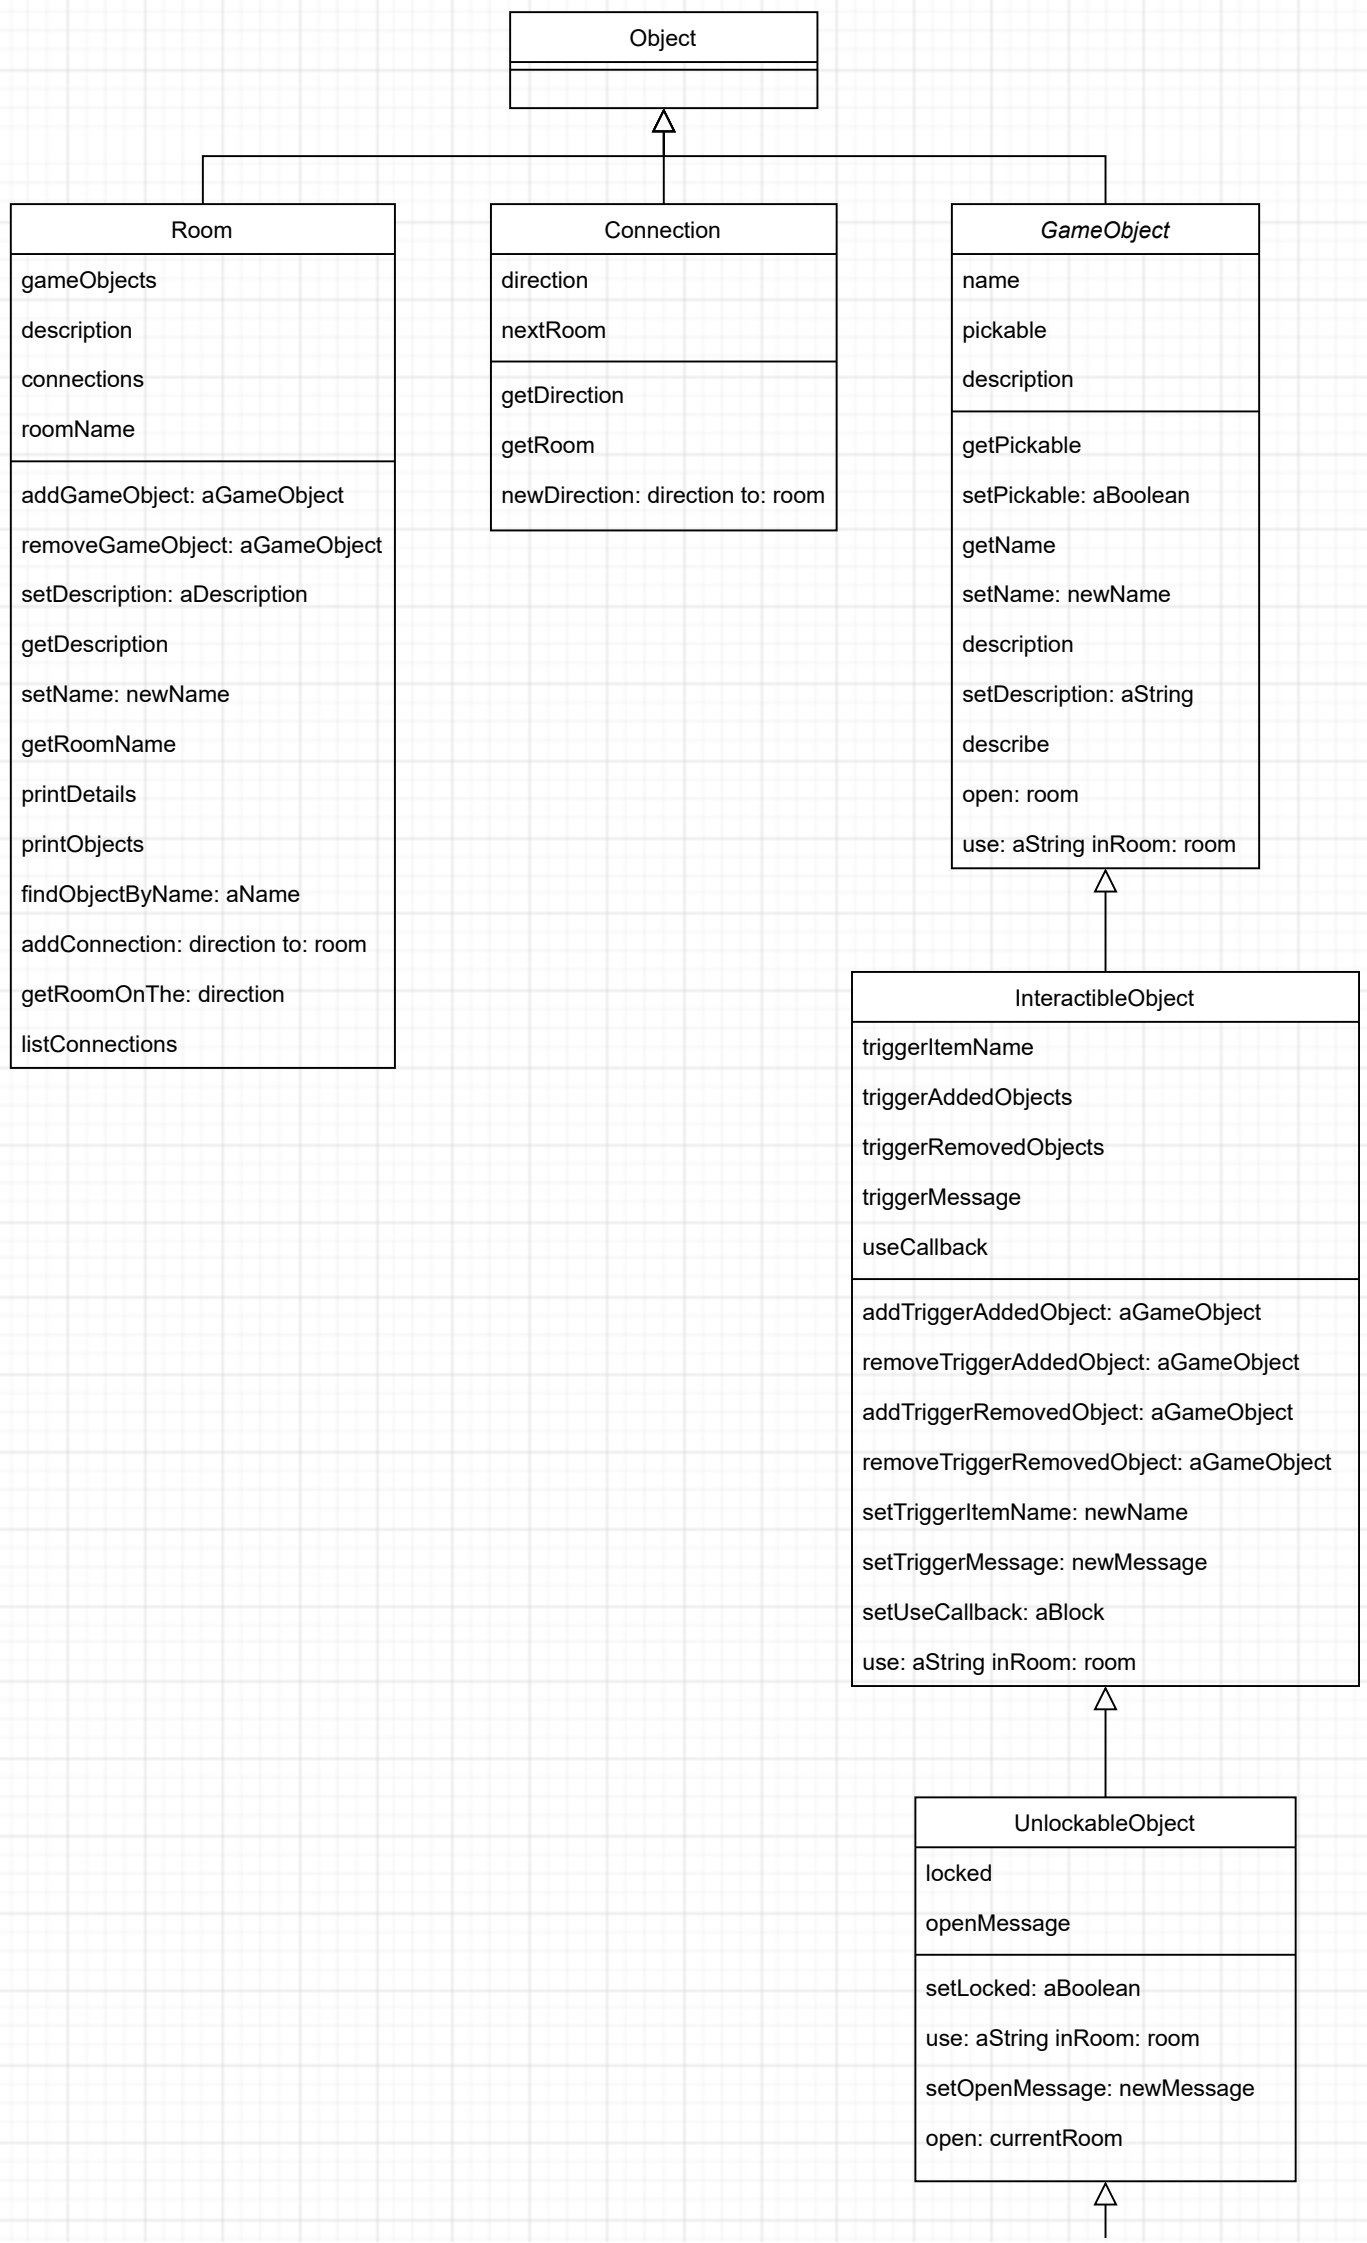 Object
Room
gameObjects
description
connections
roomName
addGameObject: aGameObject
removeGameObject: aGameObject
setDescription: aDescription
getDescription
setName: newName
getRoomName
printDetails
printObjects
findObjectByName: aName
addConnection: direction to: room
getRoomOnThe: direction
listConnections
Connection
direction
nextRoom
getDirection
getRoom
newDirection: direction to: room
GameObject
name
pickable
description
getPickable
setPickable: aBoolean
getName
setName: newName
description
setDescription: aString
describe
open: room
use: aString inRoom: room
InteractibleObject
triggerItemName
triggerAddedObjects
triggerRemovedObjects
triggerMessage
useCallback
addTriggerAddedObject: aGameObject
removeTriggerAddedObject: aGameObject
addTriggerRemovedObject: aGameObject
removeTriggerRemovedObject: aGameObject
setTriggerItemName: newName
setTriggerMessage: newMessage
setUseCallback: aBlock
use: aString inRoom: room
UnlockableObject
locked
openMessage
setLocked: aBoolean
use: aString inRoom: room
setOpenMessage: newMessage
open: currentRoom